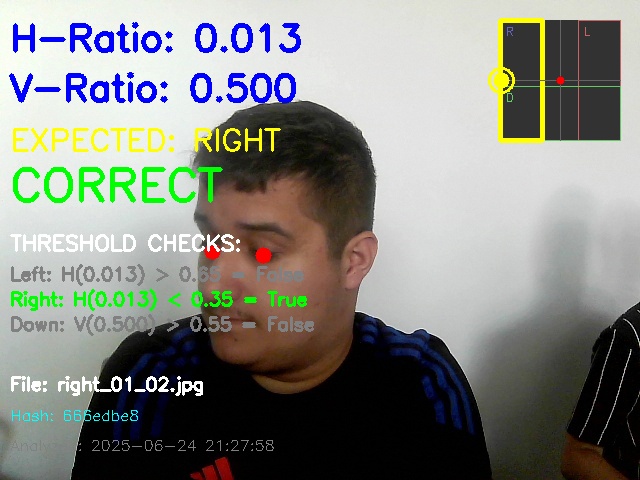 H-Ratio: 0.013
V-Ratio: 0.500
EXPECTED: RIGHT
CORRECT
THRESHOLD CHECKS:
Left: H(0.013) > 0.65 = False
Right: H(0.013) < 0.35 = True
Down: V(0.500) > 0.55 = False
File: right_01_02.jpg
Hash: 666edbe8
2025-06-24 21:27:58
R
L
D